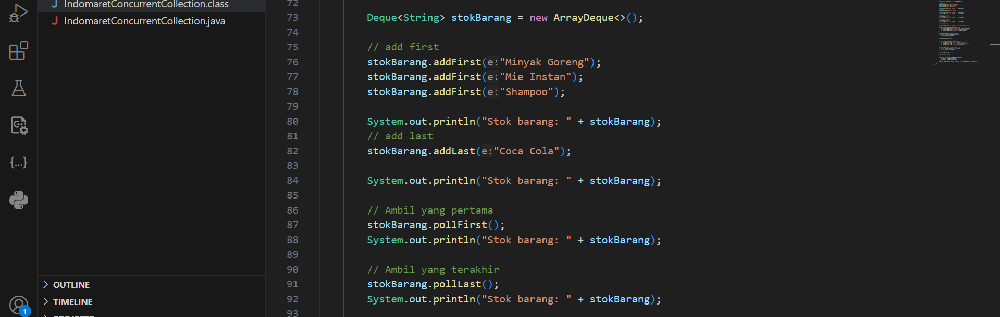 IndomaretConcurrentCollection.class
IndomaretConcurrentCollection.java
OUTLINE
TIMELINE
PROJECTS
1
72
73 Deque<String> stokBarang = new ArrayDeque<>();
74
75 // add first
76 stokBarang.addFirst(e:"Minyak Goreng");
77 stokBarang.addFirst(e:"Mie Instan");
78 stokBarang.addFirst(e:"Shampoo");
79
80 System.out.println("Stok barang: " + stokBarang);
81 // add last
82 stokBarang.addLast(e:"Coca Cola");
83
84 System.out.println("Stok barang: " + stokBarang);
85
86 // Ambil yang pertama
87 stokBarang.pollFirst();
88 System.out.println("Stok barang: " + stokBarang);
89
90 // Ambil yang terakhir
91 stokBarang.pollLast();
92 System.out.println("Stok barang: " + stokBarang);
93